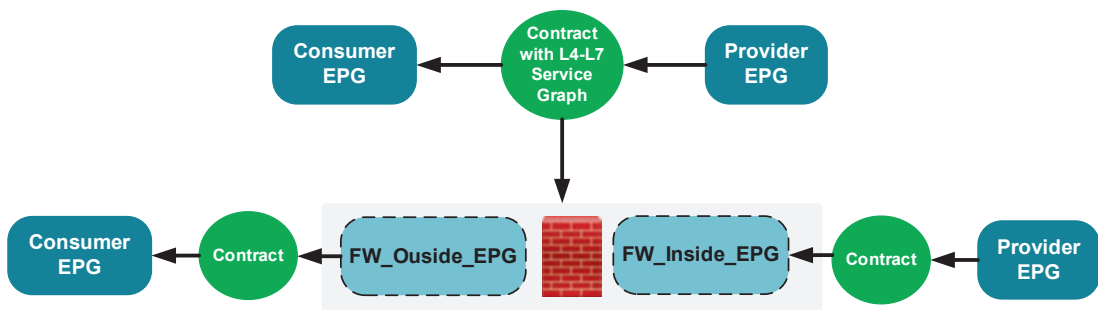 Consumer
EPG
Contract
with L4-L7
Service
Graph
Provider
EPG
Consumer
EPG
Contract
FW_Ouside_EPG
FW_Inside_EPG
Contract
Provider
EPG